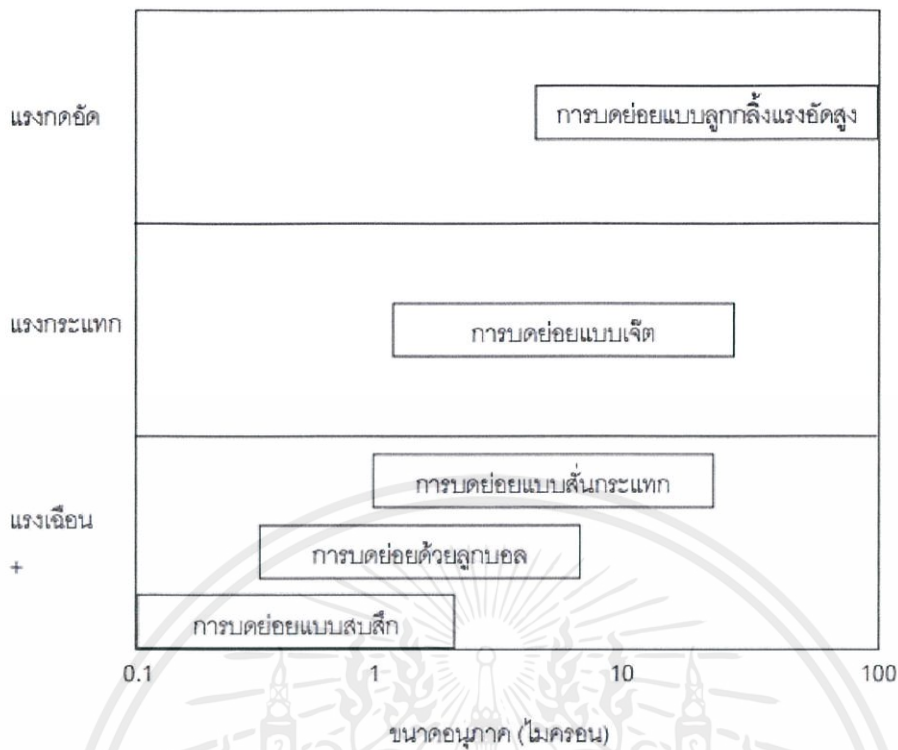 แรงกดอัด
การบดย่อยแบบลูกกลิ้งแรงอัดสูง
แรงกระแทก
การบดย่อยแบบเจ็ต
การบดย่อยแบบสั่นกระแทก
แรงเฉือน
+
การบดย่อยด้วยลูกบอล
การบดย่อยแบบสบสึก
0.1 1 10 100
ขนาดอนุภาค (ไมครอน)